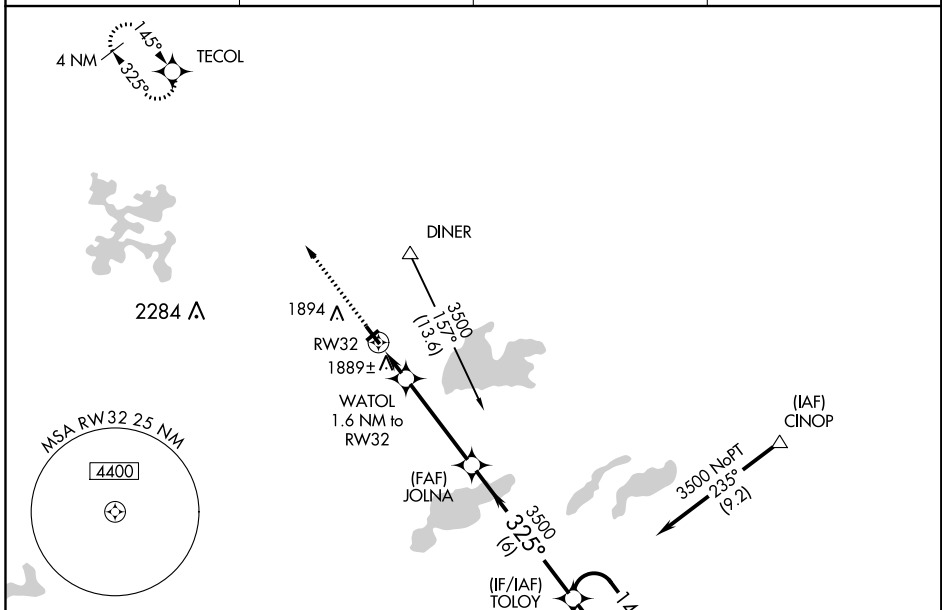 145°
4 NM
TECOL
325°
DINER
2284
1894
3500
157°
(13.6)
RW32
1889±
WATOL
1.6 NM to
RW32
(IAF)
CINOP
MSA RW32 25 NM
4400
3500 NoPT
235°
(9.2)
(FAF)
JOLNA
3500
325°
(6)
(IF/IAF)
TOLOY